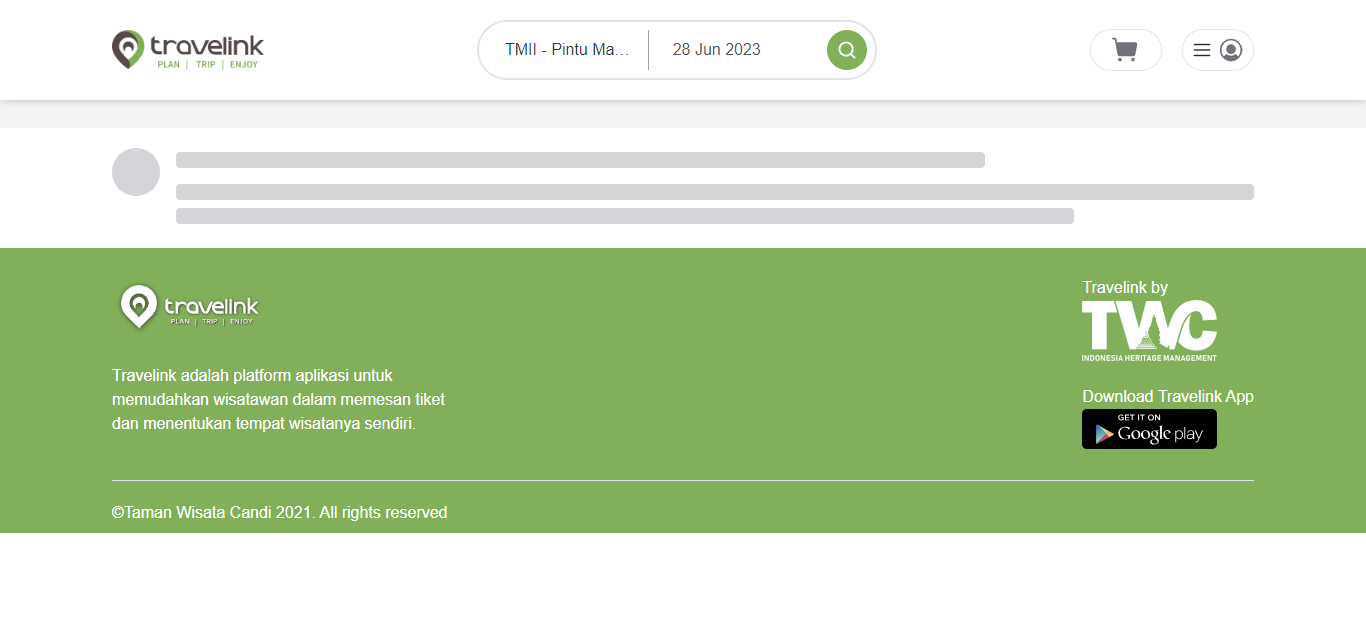 travelink
PLAN | TRIP | ENJOY
TMII - Pintu Ma...
28 Jun 2023
travelink
PLAN | TRIP | ENJOY
Travelink adalah platform aplikasi untuk
memudahkan wisatawan dalam memesan tiket
dan menentukan tempat wisatanya sendiri.
Travelink by
TWC
INDONESIA HERITAGE MANAGEMENT
Download Travelink App
GET IT ON
Google play
©Taman Wisata Candi 2021. All rights reserved